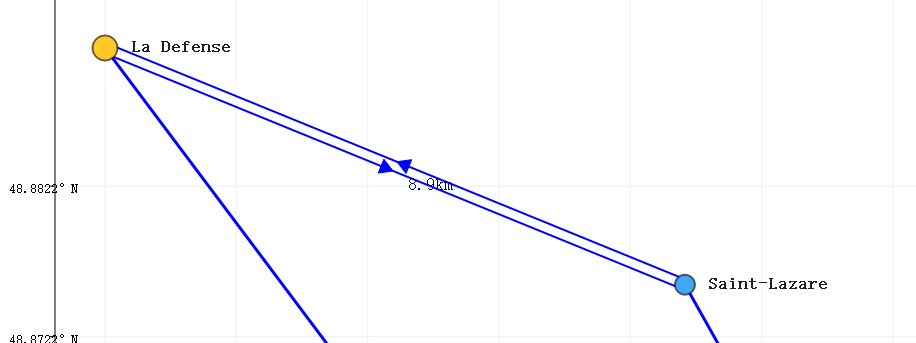 La Defense
8.9km
48.8822° N
Saint-Lazare
48.8722° N